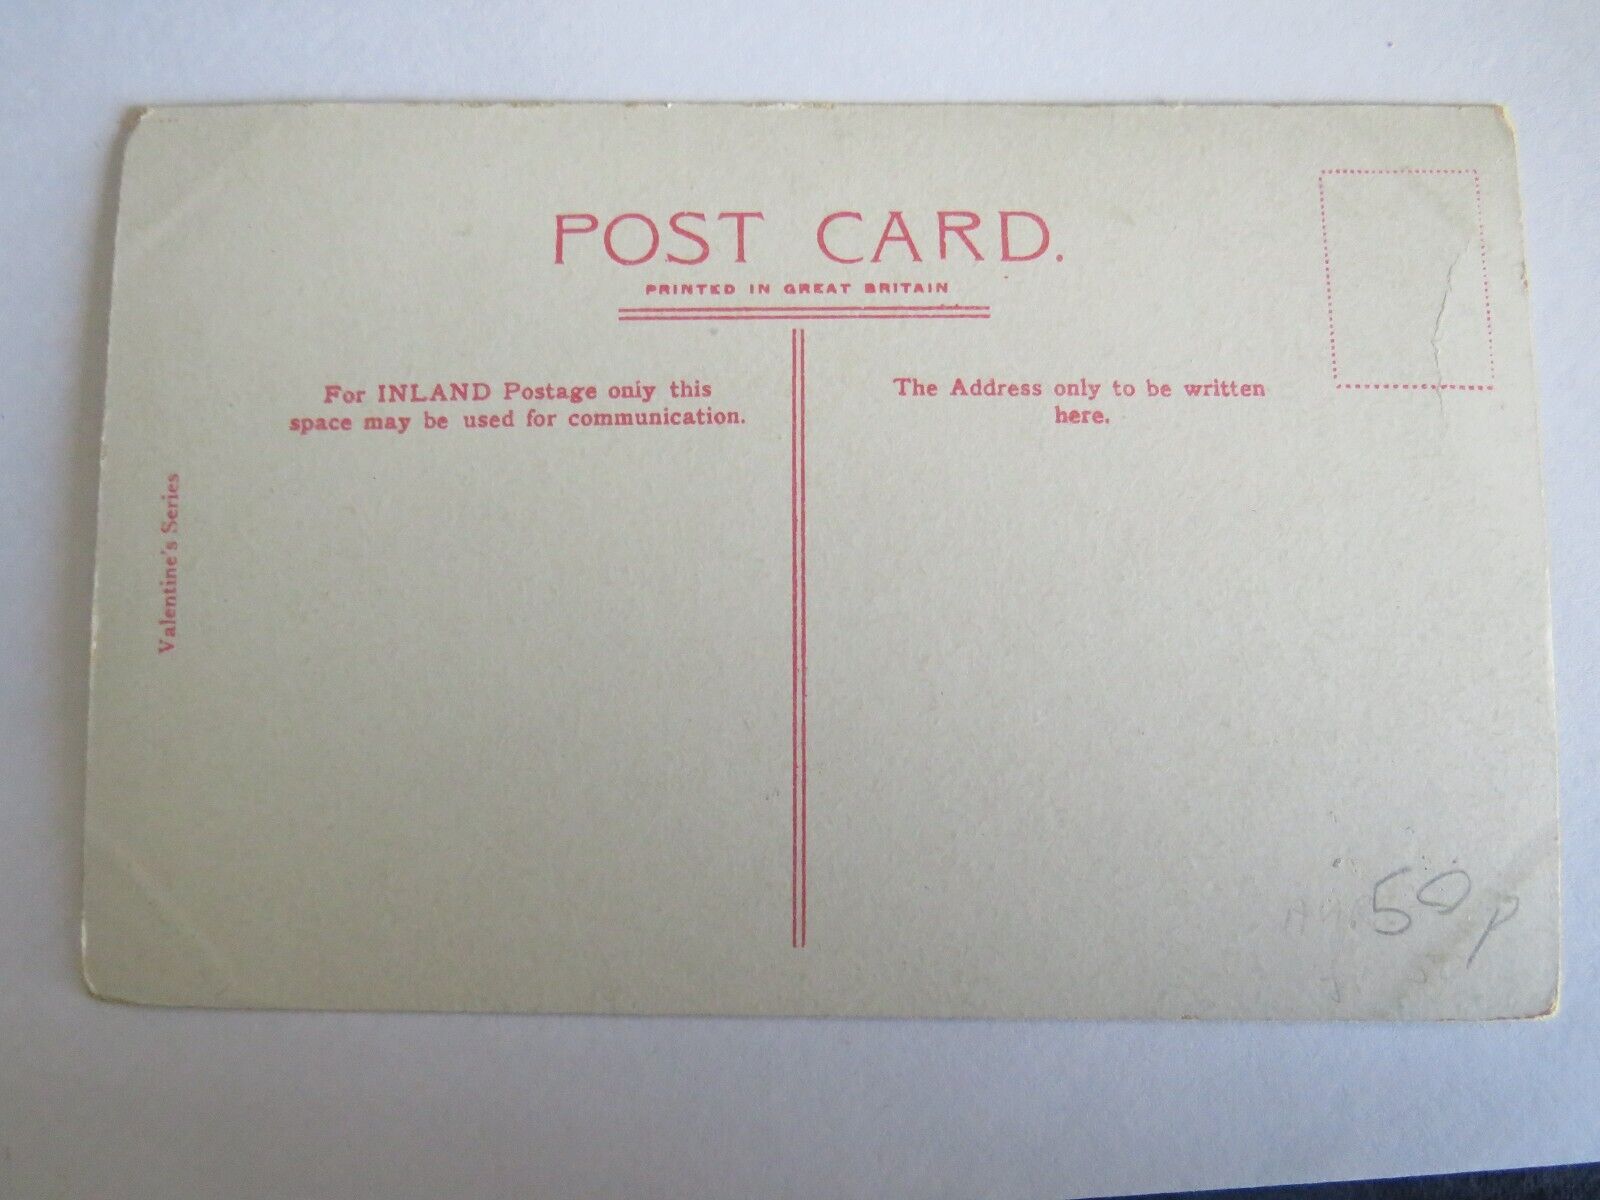 POST CARD.
PRINTED IN GREAT BRITAIN
For INLAND Postage only this
space may be used for communication.
The Address only to be written
here.
Valentine's Series
50p